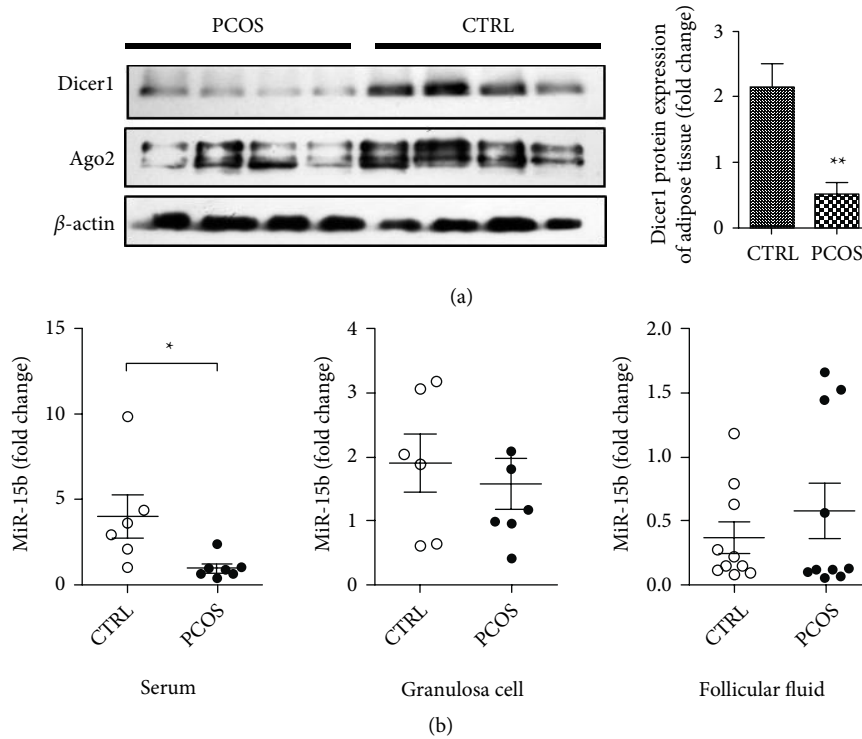 PCOS CTRL
Dicer1
Ago2
β-actin
Dicer1 protein expression
of adipose tissue (fold change)
3
2
1
0
**
CTRL PCOS
(a)
MiR-15b (fold change)
15
10
5
0
*
CTRL PCOS
Serum
MiR-15b (fold change)
4
3
2
1
0
CTRL PCOS
Granulosa cell
MiR-15b (fold change)
2.0
1.5
1.0
0.5
0.0
CTRL PCOS
Follicular fluid
(b)